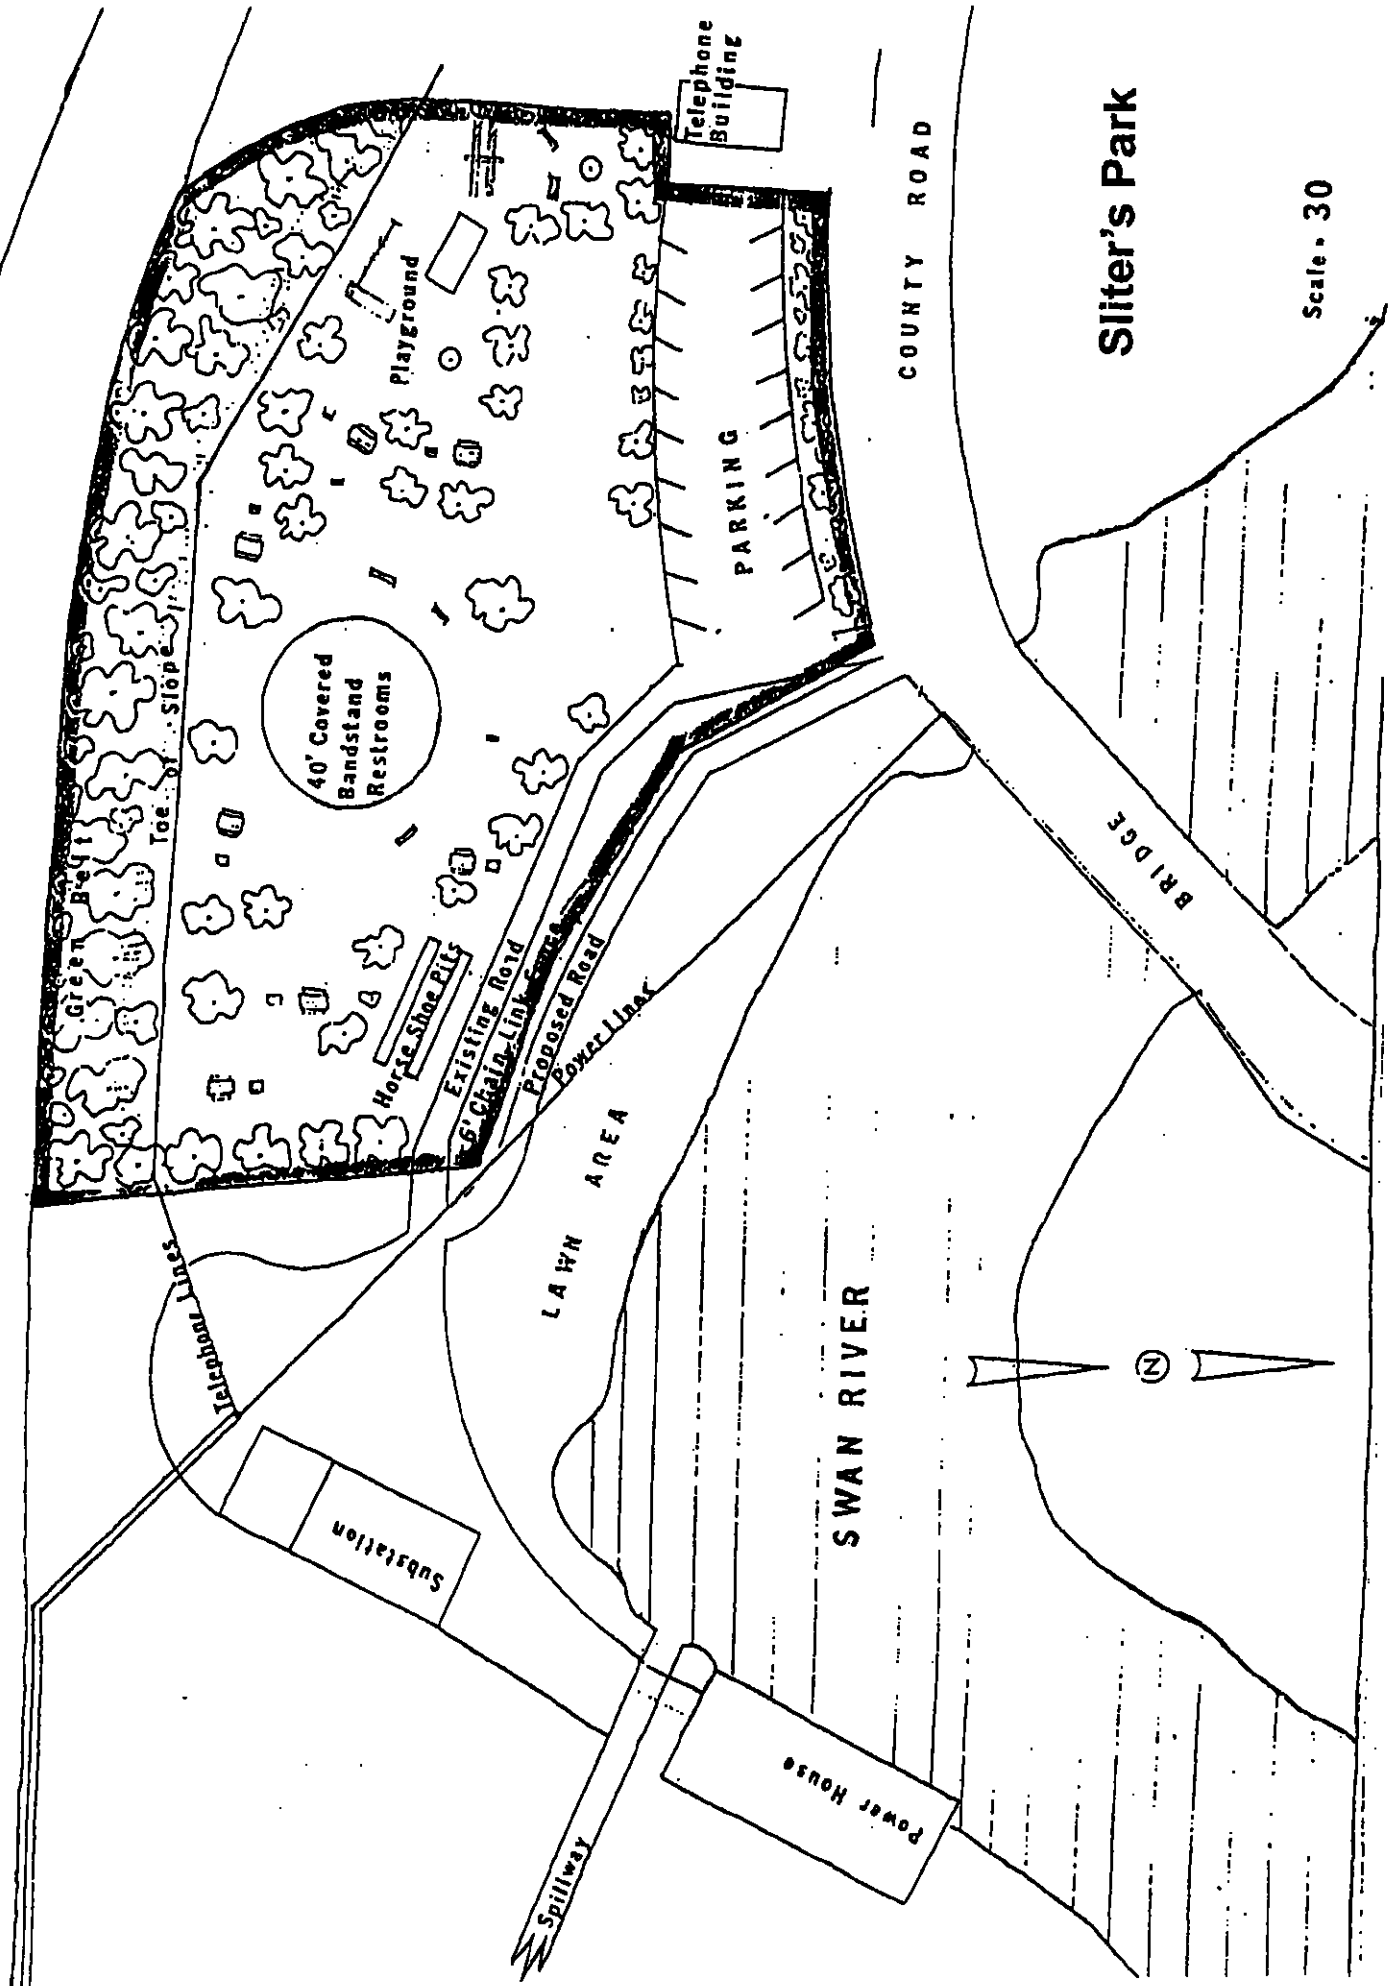 Telephone
Building
Green Belt
Toe of Slope
Playground
40' Covered
Bandstand
Restrooms
PARKING
COUNTY ROAD
Sliter's Park
Scale = 30
Horse Shoe Pits
Existing Road
6' Chain Link Fence
Proposed Road
Power Lines
Telephone Lines
LAWN AREA
BRIDGE
SWAN RIVER
N
Substation
Power House
Spillway